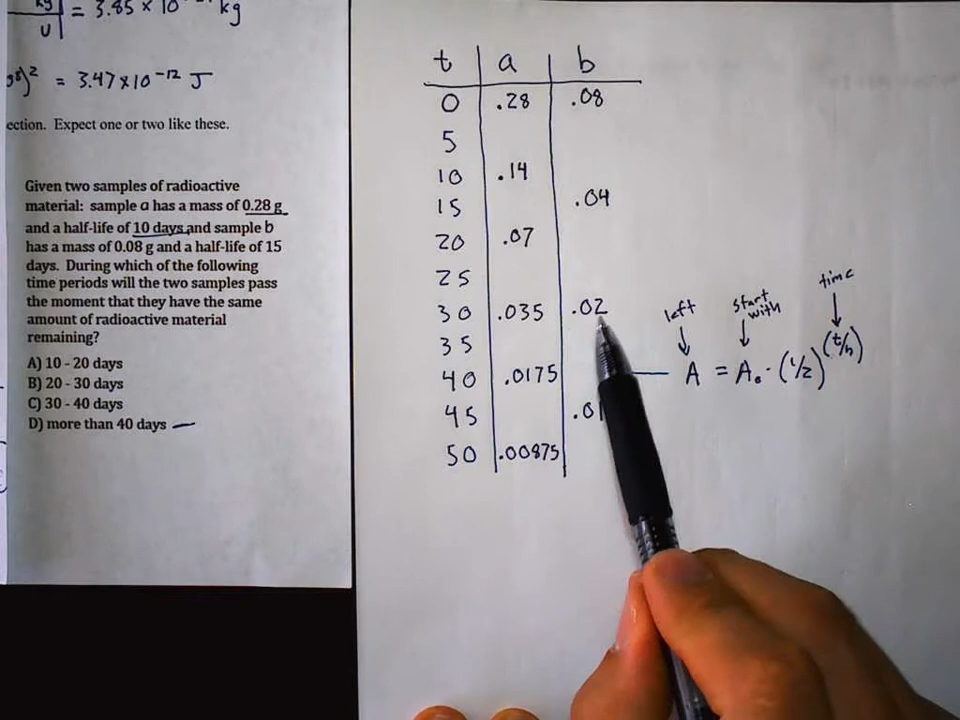 kg
= 3.85 × 10 kg
u
)² = 3.47×10⁻¹² J
ection. Expect one or two like these.
Given two samples of radioactive
material: sample a has a mass of 0.28 g
and a half-life of 10 days and sample b
has a mass of 0.08 g and a half-life of 15
days. During which of the following
time periods will the two samples pass
the moment that they have the same
amount of radioactive material
remaining?
A) 10 - 20 days
B) 20 - 30 days
C) 30 - 40 days
D) more than 40 days
t a b
0 .28 .08
5
10 .14
15 .04
20 .07
25
30 .035 .02
35
40 .0175
45 .01
50 .00875
left start with time
A = A₀ · (1/2)^(t/h)